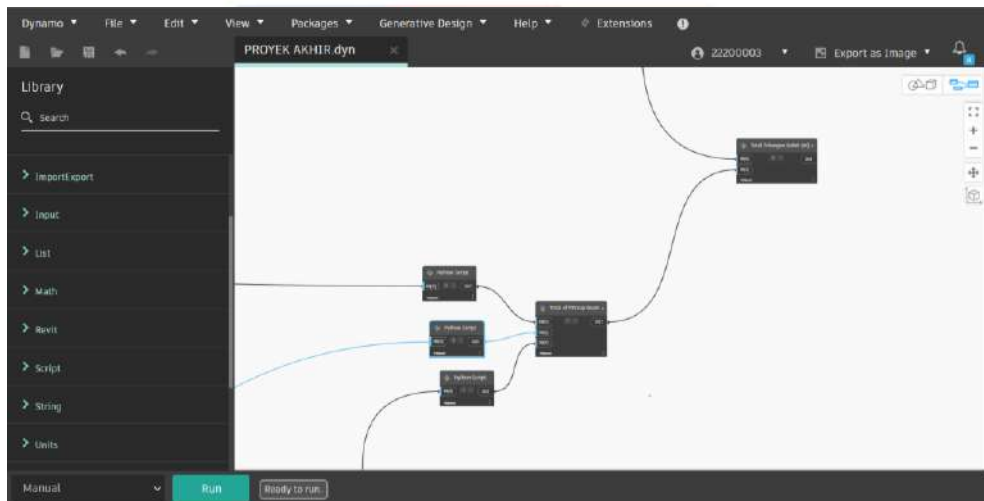 Dynamo File Edit View Packages Generative Design Help Extensions
PROYEK AKHIR.dyn
22200003 Export as Image
Library
Search
ImportExport
Input
List
Math
Revit
Script
String
Units
Python Script
Python Script
Python Script
Manual
Run
Ready to run.